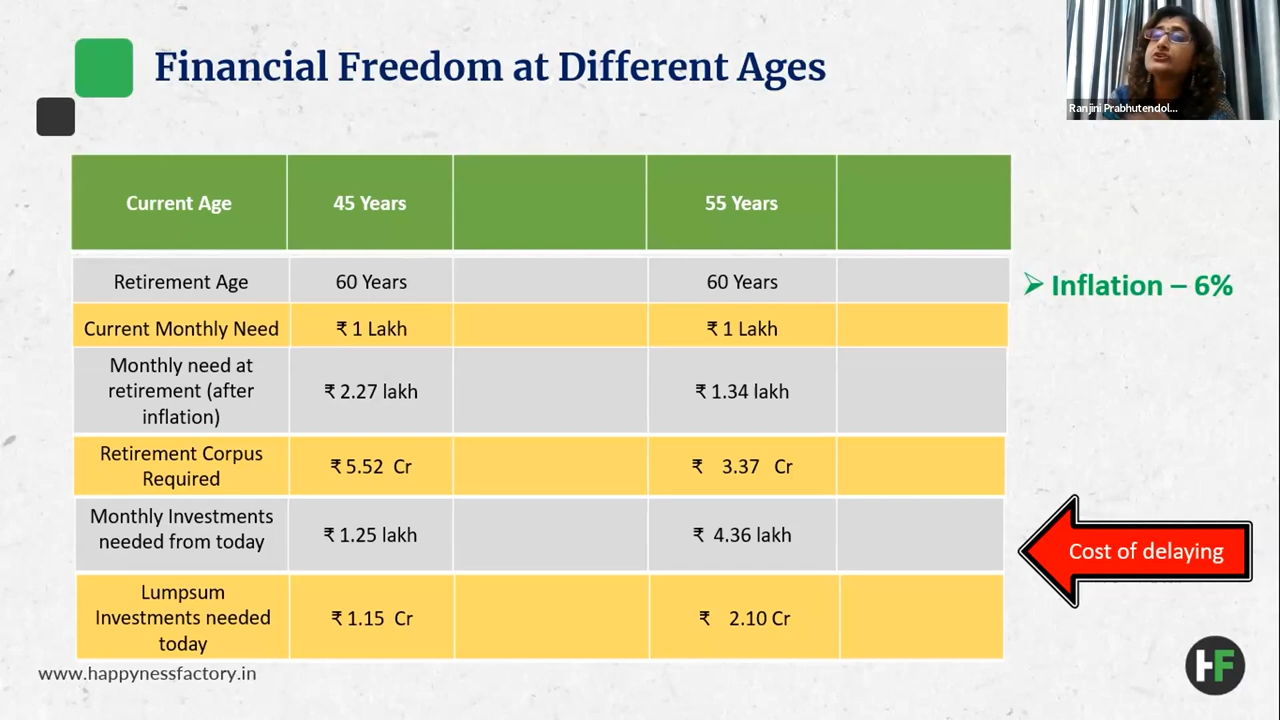 Financial Freedom at Different Ages
Ranjini Prabhutendol...
Current Age
45 Years
55 Years
Retirement Age
60 Years
60 Years
➢ Inflation – 6%
Current Monthly Need
₹ 1 Lakh
₹ 1 Lakh
Monthly need at
retirement (after
inflation)
₹ 2.27 lakh
₹ 1.34 lakh
Retirement Corpus
Required
₹ 5.52 Cr
₹ 3.37 Cr
Monthly Investments
needed from today
₹ 1.25 lakh
₹ 4.36 lakh
Cost of delaying
Lumpsum
Investments needed
today
₹ 1.15 Cr
₹ 2.10 Cr
www.happynessfactory.in
HF